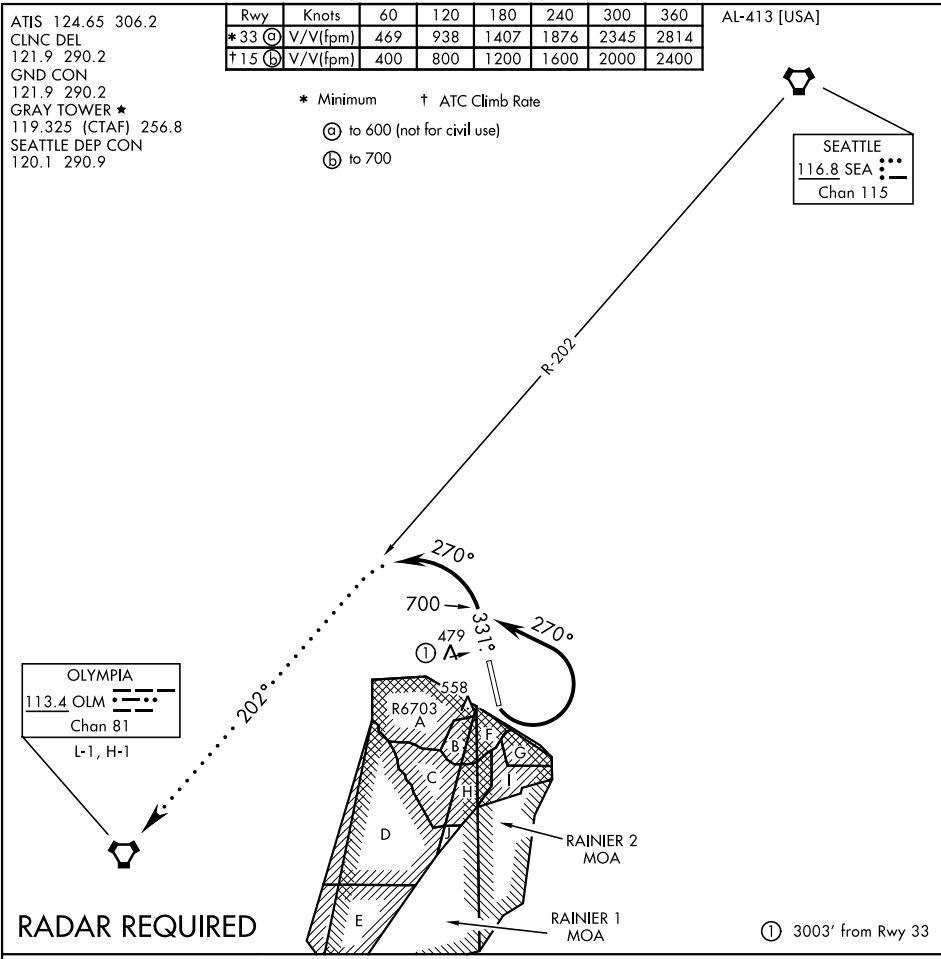 ATIS 124.65 306.2
CLNC DEL
121.9 290.2
GND CON
121.9 290.2
GRAY TOWER ★
119.325 (CTAF) 256.8
SEATTLE DEP CON
120.1 290.9
Rwy Knots 60 120 180 240 300 360
* 33 ⓐ V/V(fpm) 469 938 1407 1876 2345 2814
† 15 ⓑ V/V(fpm) 400 800 1200 1600 2000 2400
* Minimum † ATC Climb Rate
ⓐ to 600 (not for civil use)
ⓑ to 700
AL-413 [USA]
SEATTLE
116.8 SEA
Chan 115
R-202
270°
700
331°
270°
① 479
558
R6703
A
B
F
G
C
H
I
D
J
E
202°
OLYMPIA
113.4 OLM
Chan 81
L-1, H-1
RAINIER 2
MOA
RAINIER 1
MOA
RADAR REQUIRED
① 3003' from Rwy 33